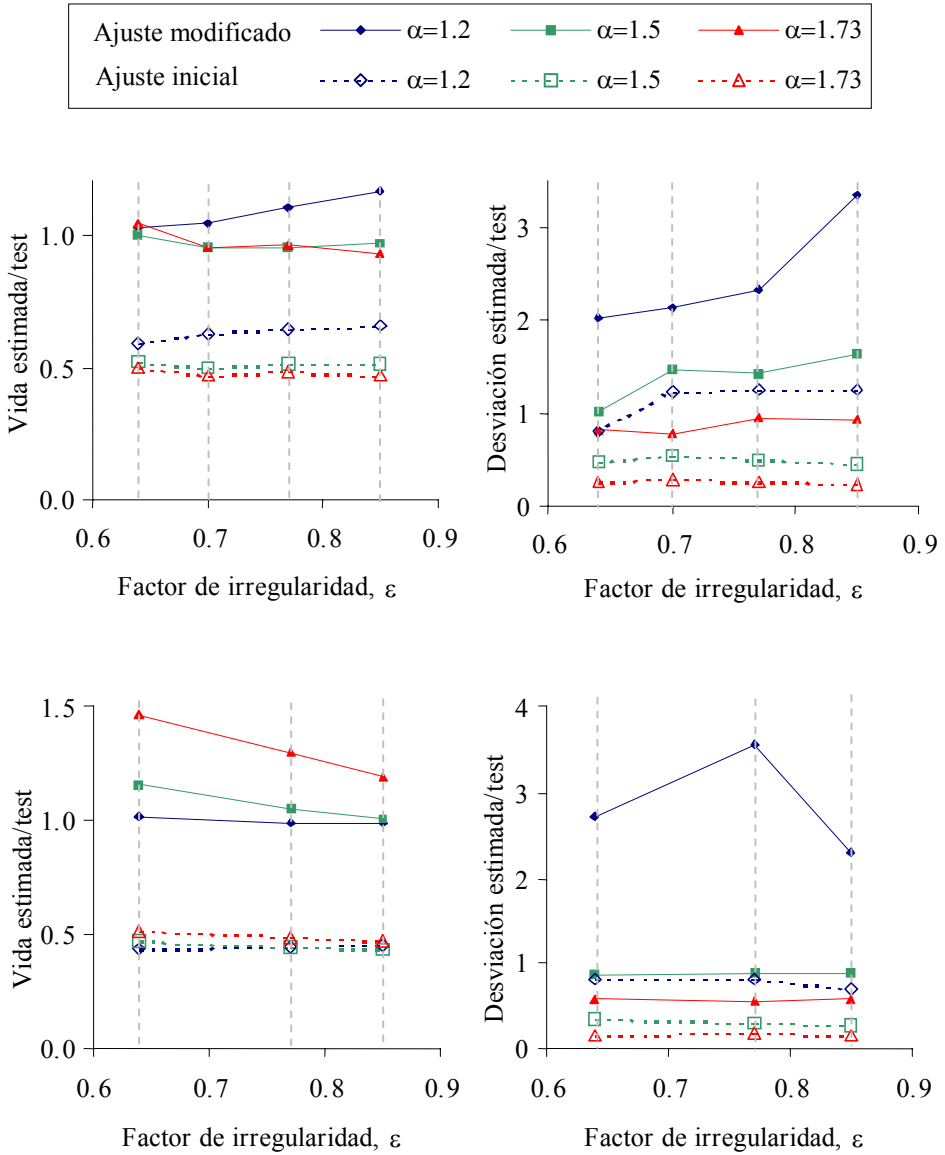 Ajuste modificado α=1.2 α=1.5 α=1.73
Ajuste inicial α=1.2 α=1.5 α=1.73
Vida estimada/test
1.0
0.5
0.0
0.6 0.7 0.8 0.9
Factor de irregularidad, ε
Desviación estimada/test
3
2
1
0
0.6 0.7 0.8 0.9
Factor de irregularidad, ε
Vida estimada/test
1.5
1.0
0.5
0.0
0.6 0.7 0.8 0.9
Factor de irregularidad, ε
Desviación estimada/test
4
3
2
1
0
0.6 0.7 0.8 0.9
Factor de irregularidad, ε